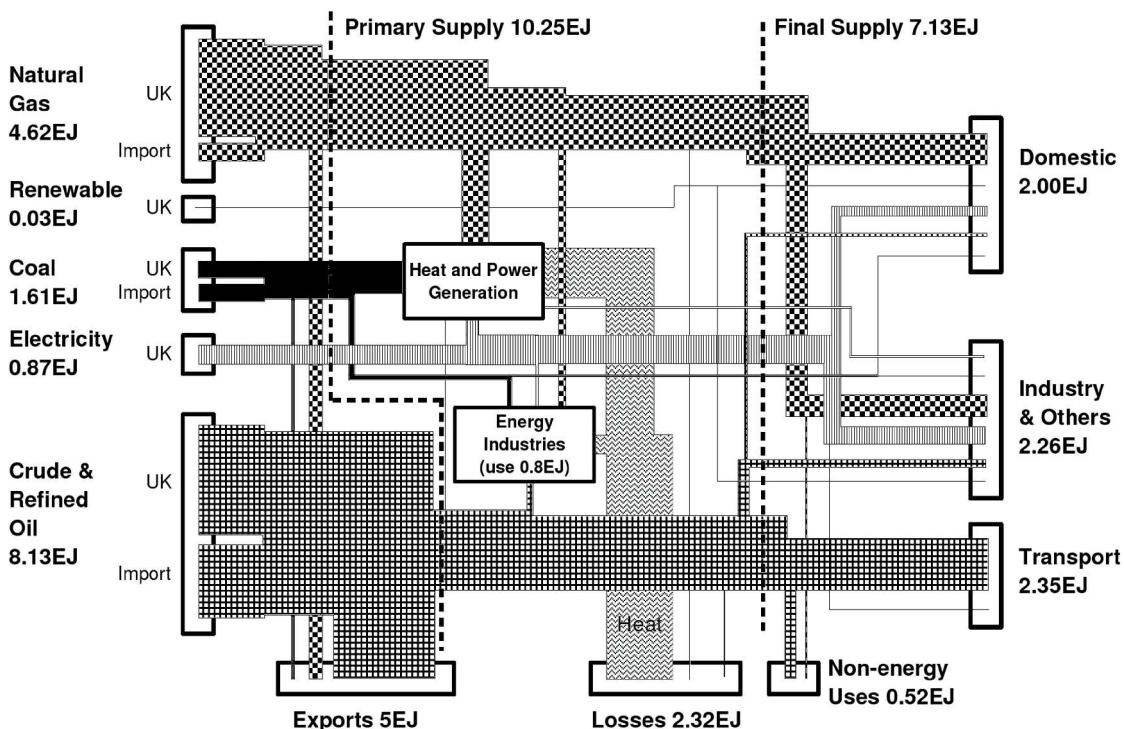 Primary Supply 10.25EJ
Final Supply 7.13EJ
Natural
Gas
4.62EJ
UK
Import
Renewable
0.03EJ
UK
Coal
1.61EJ
UK
Import
Electricity
0.87EJ
UK
Crude &
Refined
Oil
8.13EJ
UK
Import
Heat and Power
Generation
Energy
Industries
(use 0.8EJ)
Heat
Domestic
2.00EJ
Industry
& Others
2.26EJ
Transport
2.35EJ
Non-energy
Uses 0.52EJ
Exports 5EJ
Losses 2.32EJ